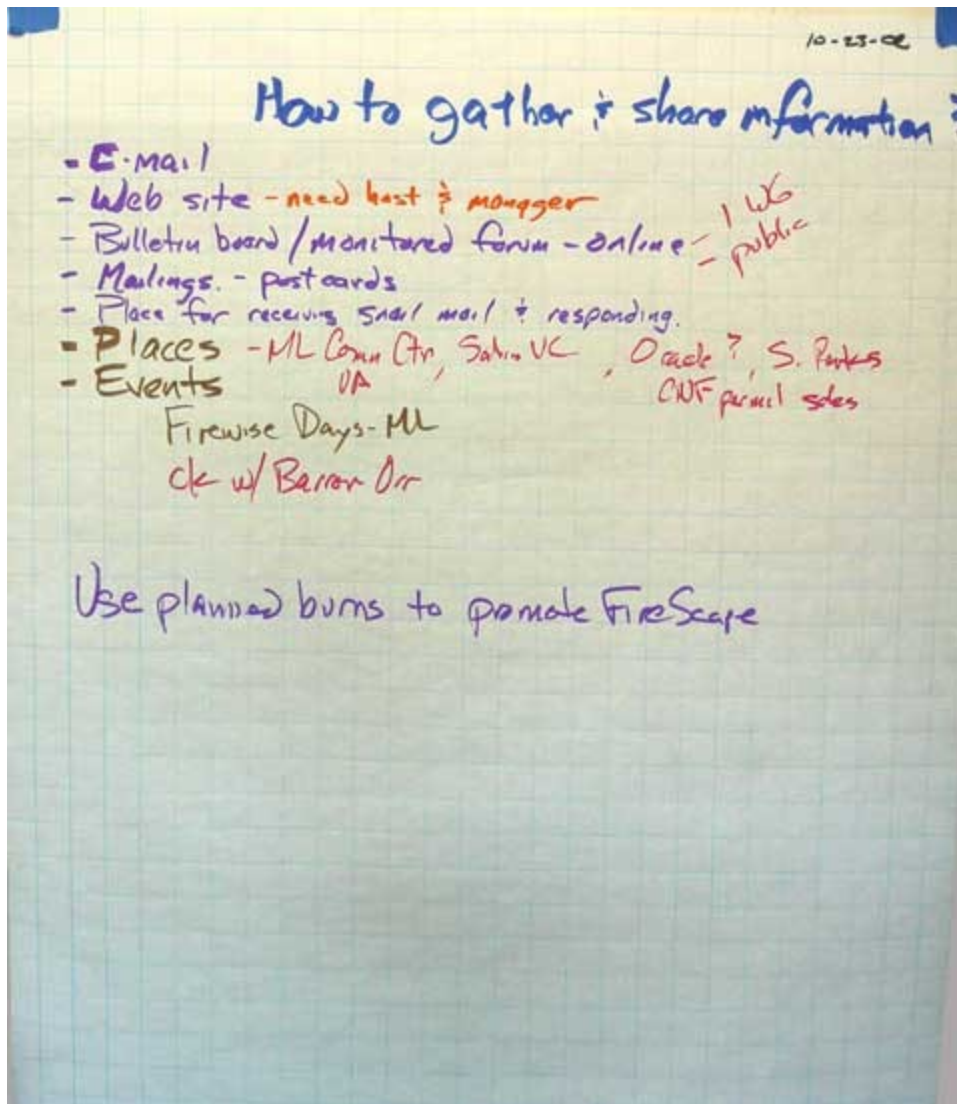 10-23-02
How to gather & share information?
- E-mail
- Web site - need host & manager
- Bulletin board / monitored forum - online - 1 WG
- public
- Mailings. - postcards
- Place for receiving snail mail & responding.
- Places - ML Comm Ctr, Sabino VC, Oracle?, S. Parks
UA CNF permit sales
- Events
Firewise Days - ML
ck w/ Barron Orr
Use planned burns to promote FireScape